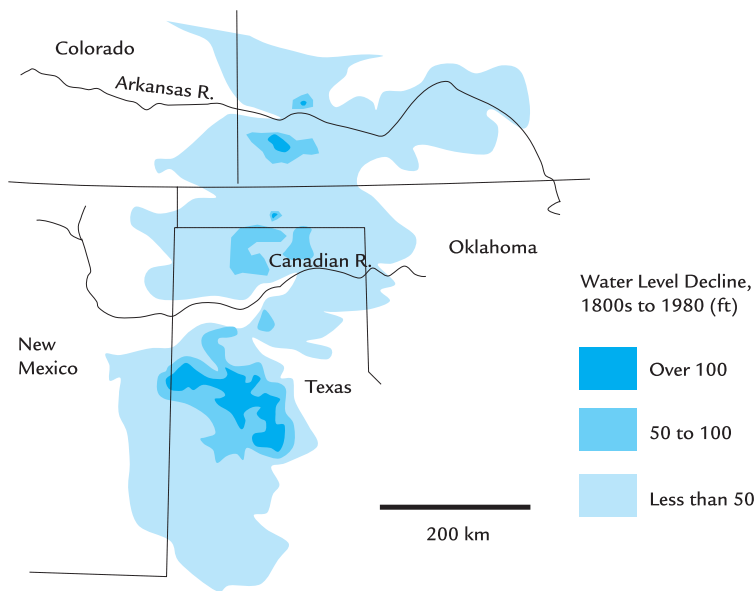 Colorado
Arkansas R.
Oklahoma
Canadian R.
Water Level Decline,
1800s to 1980 (ft)
New
Mexico
Over 100
Texas
50 to 100
Less than 50
200 km